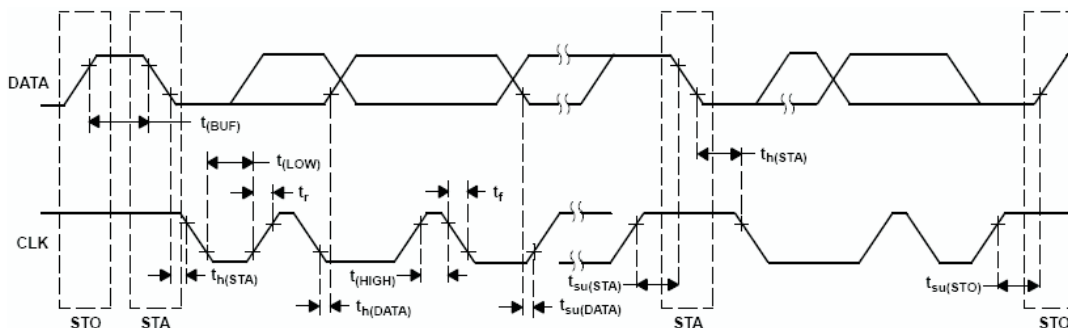 DATA
t(BUF)
t(LOW)
th(STA)
tr
tf
CLK
th(STA)
t(HIGH)
tsu(STA)
tsu(STO)
th(DATA)
tsu(DATA)
STO
STA
STA
STO